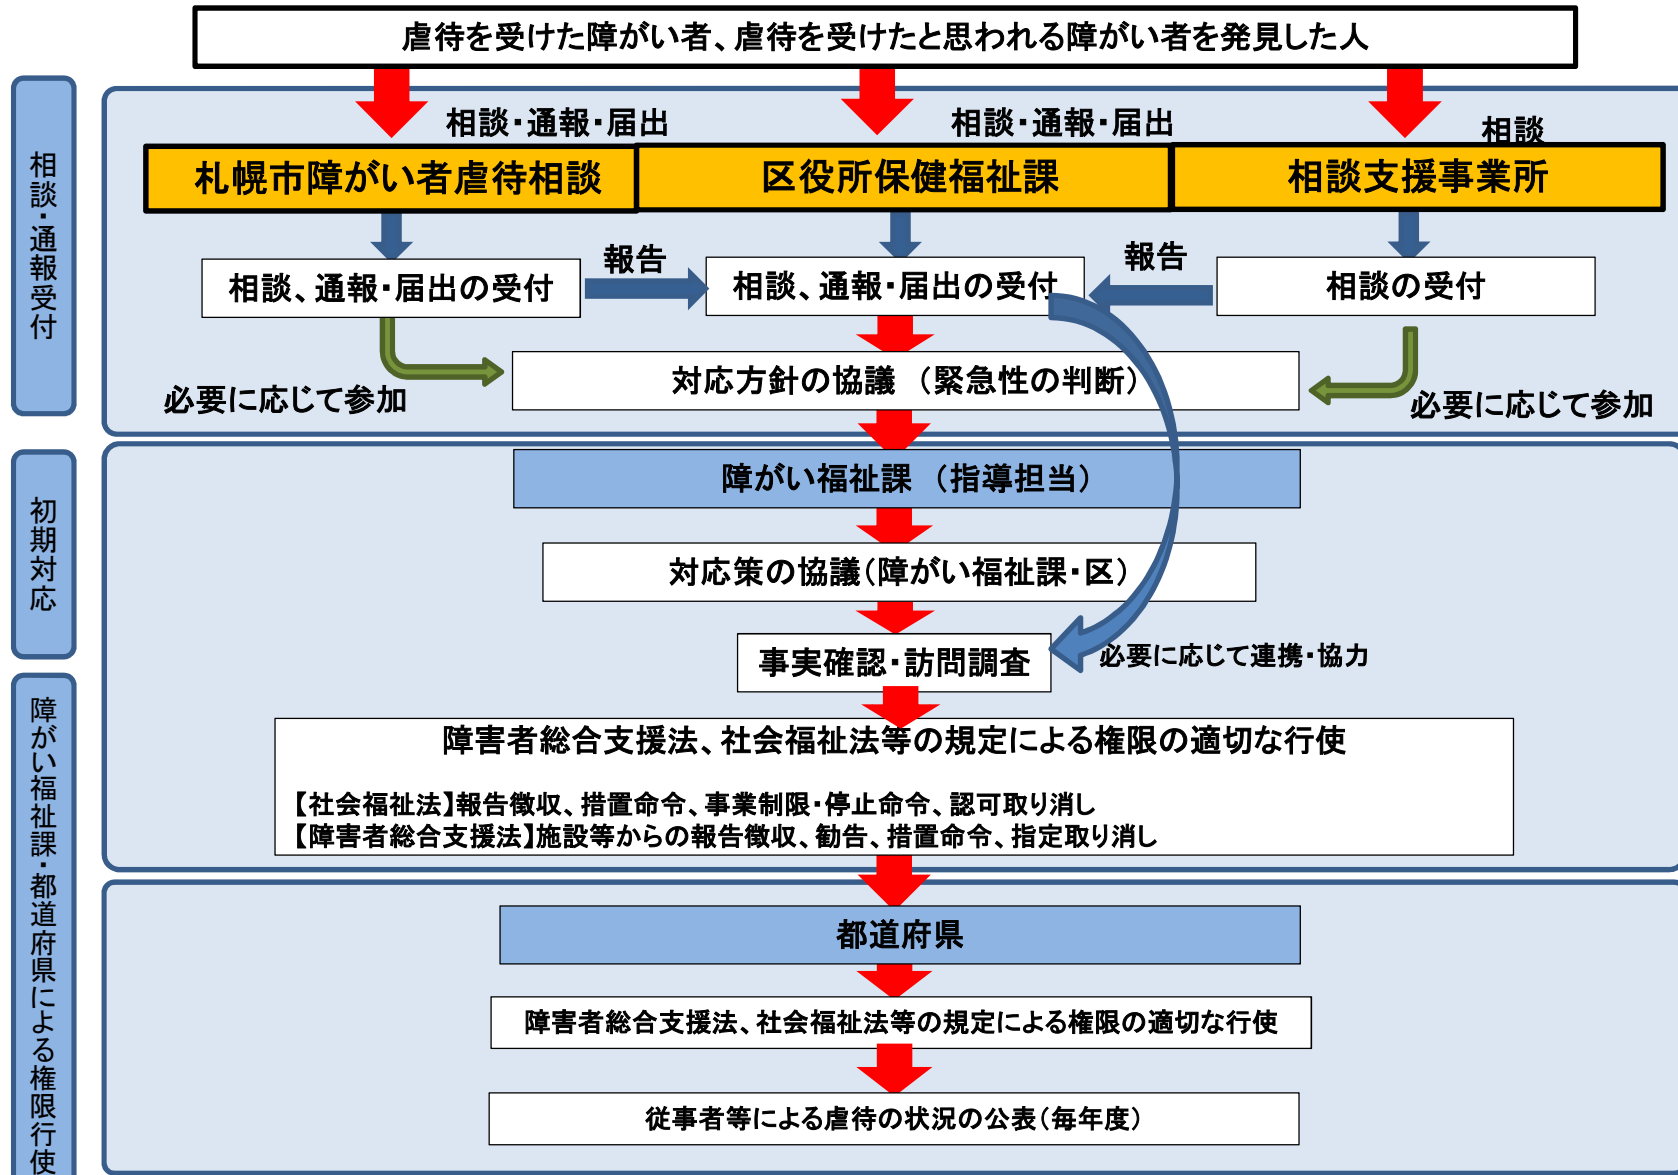 虐待を受けた障がい者、虐待を受けたと思われる障がい者を発見した人
相談・通報受付
相談・通報・届出
相談・通報・届出
相談
札幌市障がい者虐待相談
区役所保健福祉課
相談支援事業所
報告
報告
相談、通報・届出の受付
相談、通報・届出の受付
相談の受付
対応方針の協議 （緊急性の判断）
必要に応じて参加
必要に応じて参加
初期対応
障がい福祉課 （指導担当）
対応策の協議（障がい福祉課・区）
事実確認・訪問調査
必要に応じて連携・協力
障がい福祉課・都道府県による権限行使
障害者総合支援法、社会福祉法等の規定による権限の適切な行使
【社会福祉法】報告徴収、措置命令、事業制限・停止命令、認可取り消し
【障害者総合支援法】施設等からの報告徴収、勧告、措置命令、指定取り消し
都道府県
障害者総合支援法、社会福祉法等の規定による権限の適切な行使
従事者等による虐待の状況の公表（毎年度）